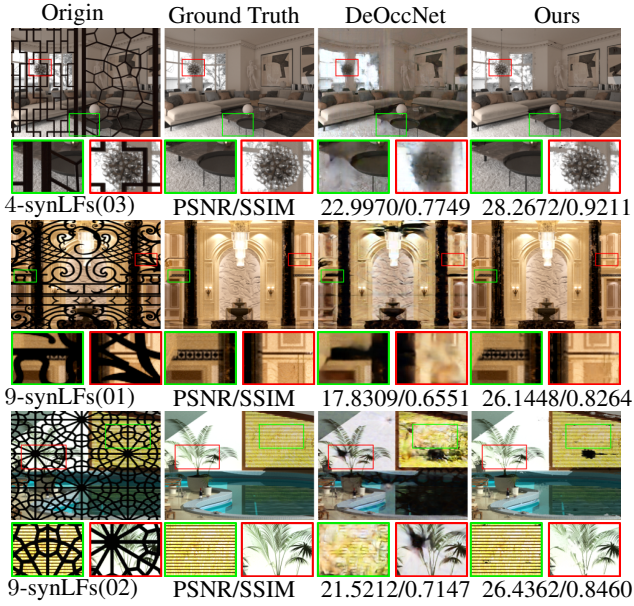 Origin Ground Truth DeOccNet Ours
4-synLFs(03) PSNR/SSIM 22.9970/0.7749 28.2672/0.9211
9-synLFs(01) PSNR/SSIM 17.8309/0.6551 26.1448/0.8264
9-synLFs(02) PSNR/SSIM 21.5212/0.7147 26.4362/0.8460